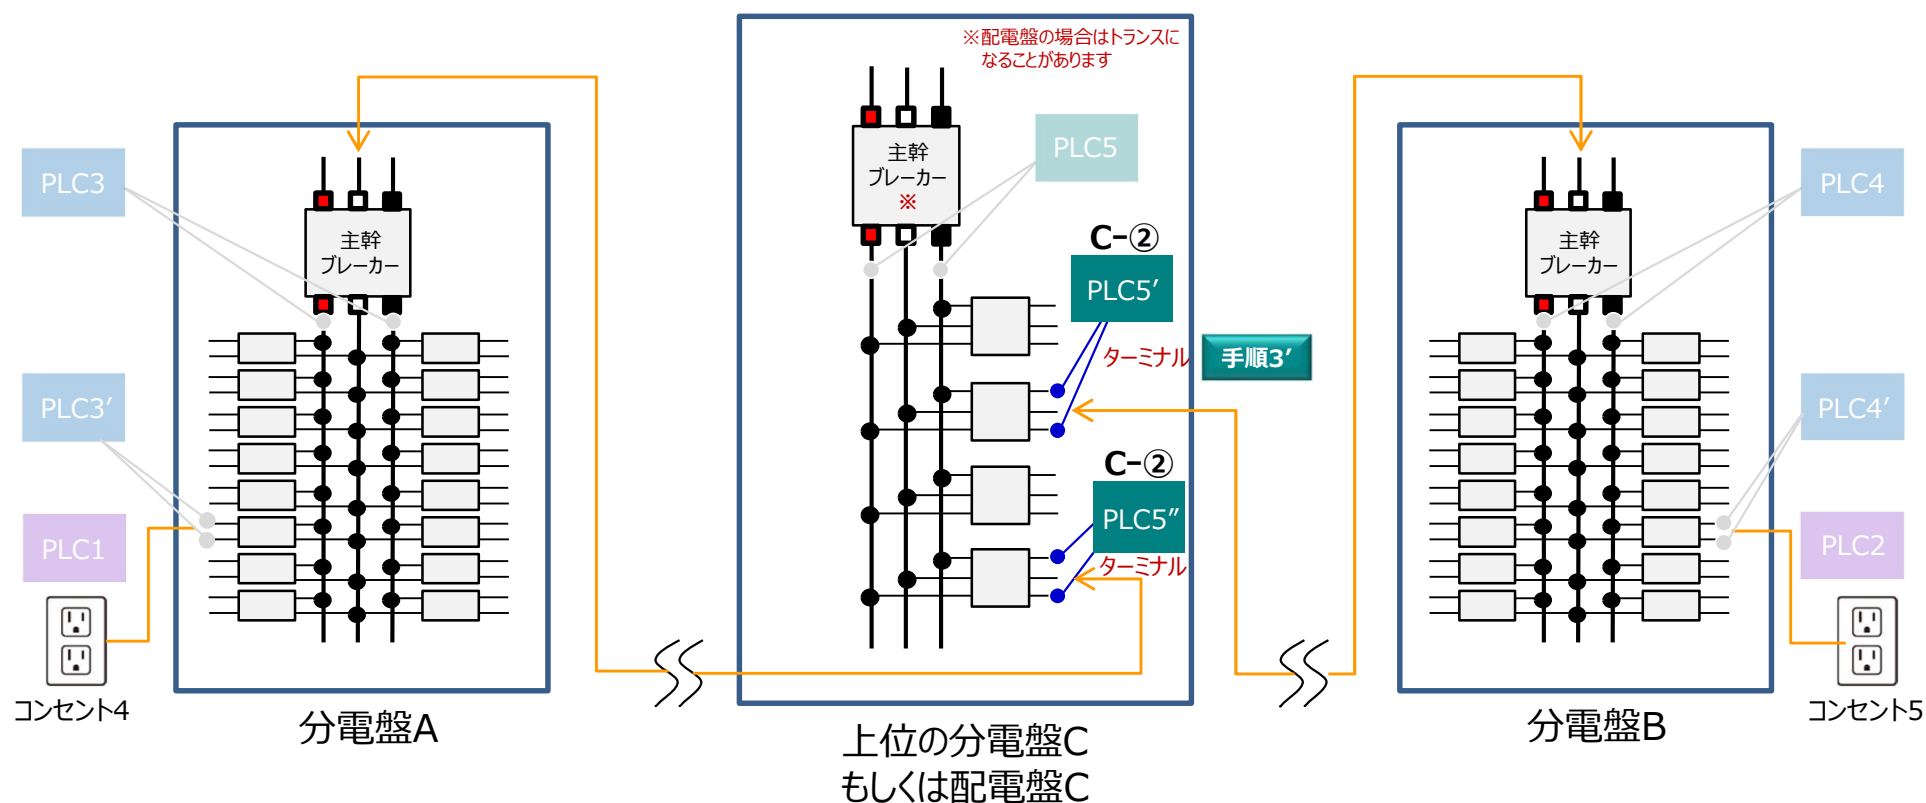 ※配電盤の場合はトランスに
なることがあります
PLC3
主幹
ブレーカー
PLC3′
PLC1
コンセント4
分電盤A
主幹
ブレーカー
※
PLC5
C-②
PLC5′
ターミナル
手順3′
C-②
PLC5″
ターミナル
上位の分電盤C
もしくは配電盤C
主幹
ブレーカー
PLC4
PLC4′
PLC2
コンセント5
分電盤B